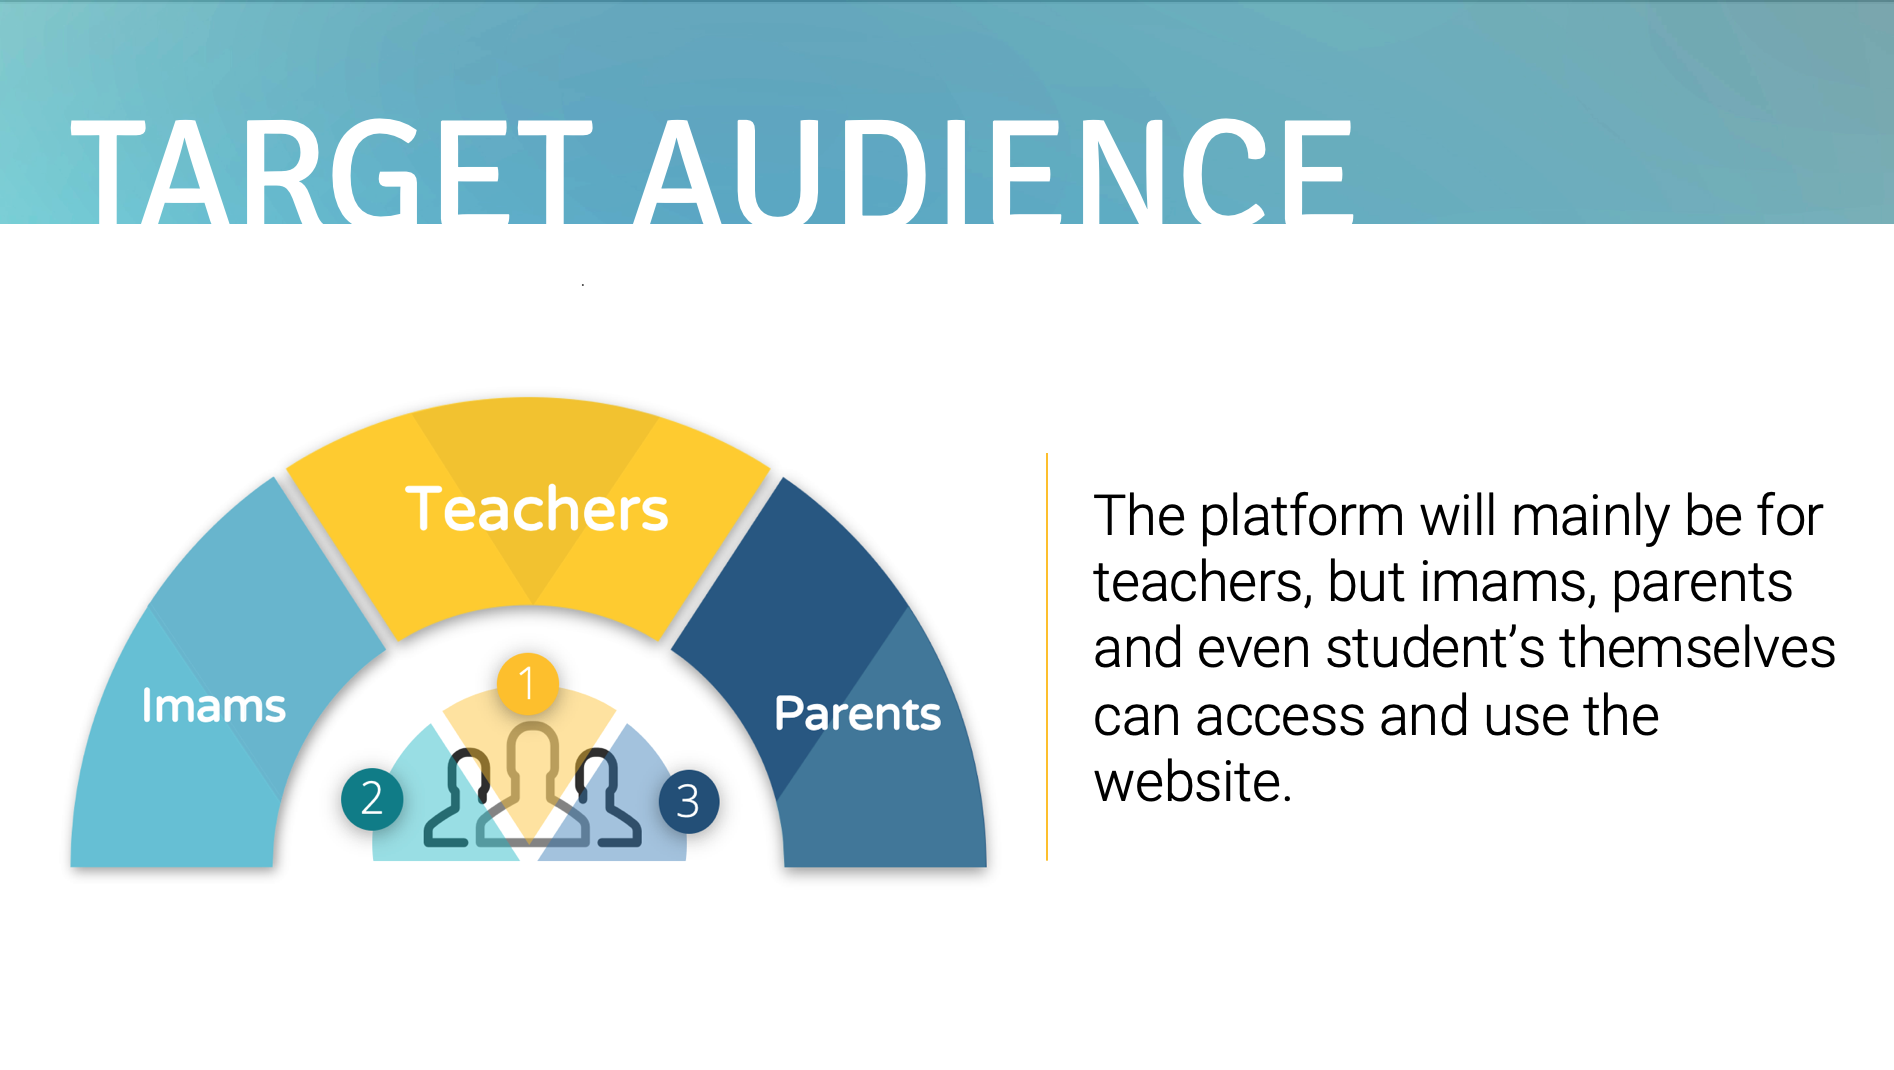 TARGET AUDIENCE
Teachers
Imams
Parents
1
2
3
The platform will mainly be for
teachers, but imams, parents
and even student’s themselves
can access and use the
website.